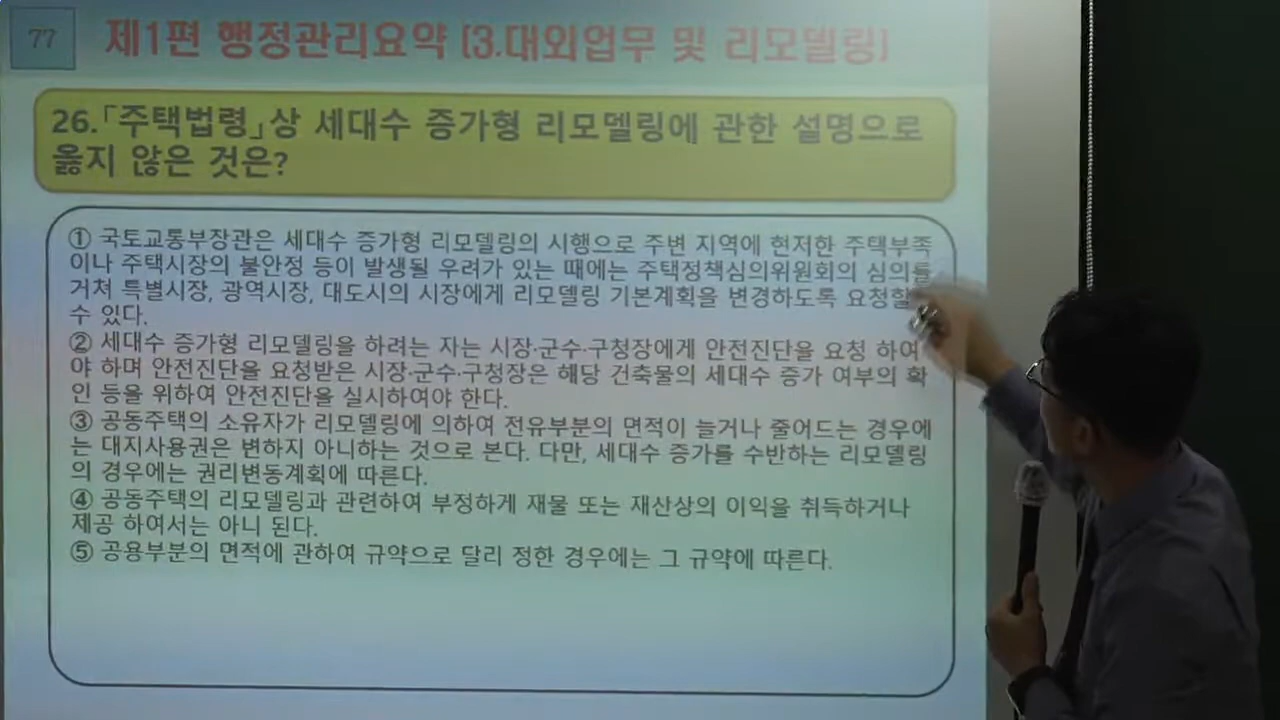 77
제1편 행정관리요약 [3.대외업무 및 리모델링]
26.「주택법령」상 세대수 증가형 리모델링에 관한 설명으로
옳지 않은 것은?
① 국토교통부장관은 세대수 증가형 리모델링의 시행으로 주변 지역에 현저한 주택부족
이나 주택시장의 불안정 등이 발생될 우려가 있는 때에는 주택정책심의위원회의 심의를
거쳐 특별시장, 광역시장, 대도시의 시장에게 리모델링 기본계획을 변경하도록 요청할
수 있다.
② 세대수 증가형 리모델링을 하려는 자는 시장·군수·구청장에게 안전진단을 요청 하여
야 하며 안전진단을 요청받은 시장·군수·구청장은 해당 건축물의 세대수 증가 여부의 확
인 등을 위하여 안전진단을 실시하여야 한다.
③ 공동주택의 소유자가 리모델링에 의하여 전유부분의 면적이 늘거나 줄어드는 경우에
는 대지사용권은 변하지 아니하는 것으로 본다. 다만, 세대수 증가를 수반하는 리모델링
의 경우에는 권리변동계획에 따른다.
④ 공동주택의 리모델링과 관련하여 부정하게 재물 또는 재산상의 이익을 취득하거나
제공 하여서는 아니 된다.
⑤ 공용부분의 면적에 관하여 규약으로 달리 정한 경우에는 그 규약에 따른다.